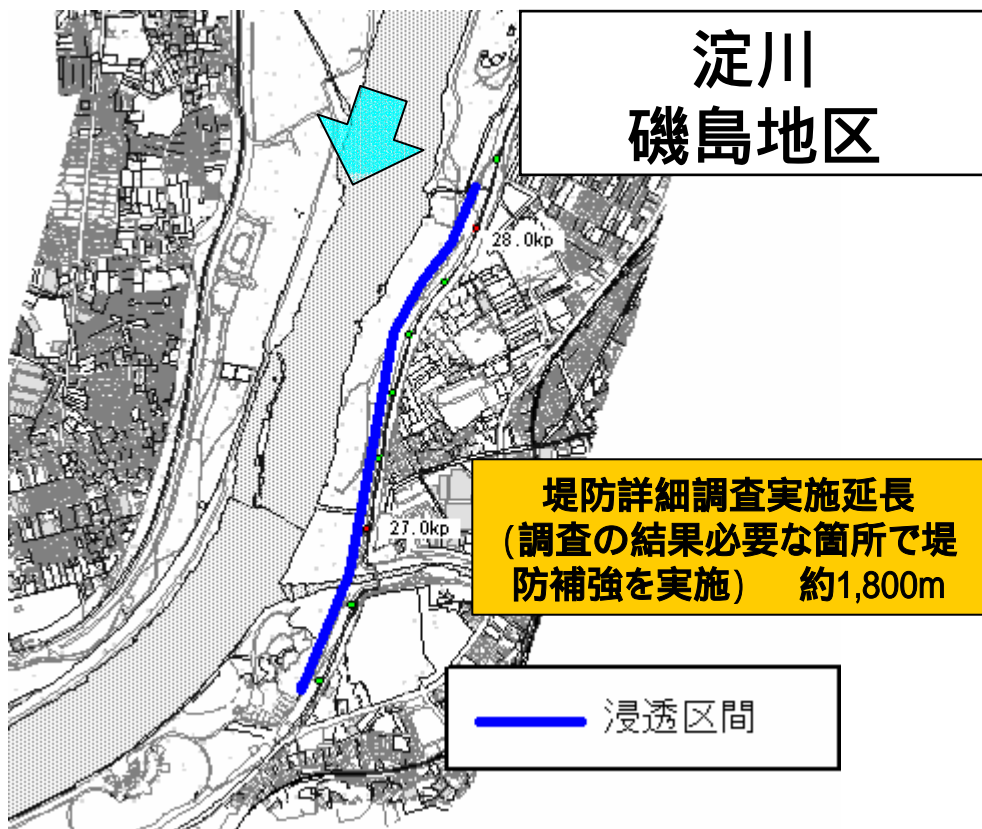 淀川
磯島地区
28.0kp
堤防詳細調査実施延長
(調査の結果必要な箇所で堤
防補強を実施) 約1,800m
27.0kp
浸透区間